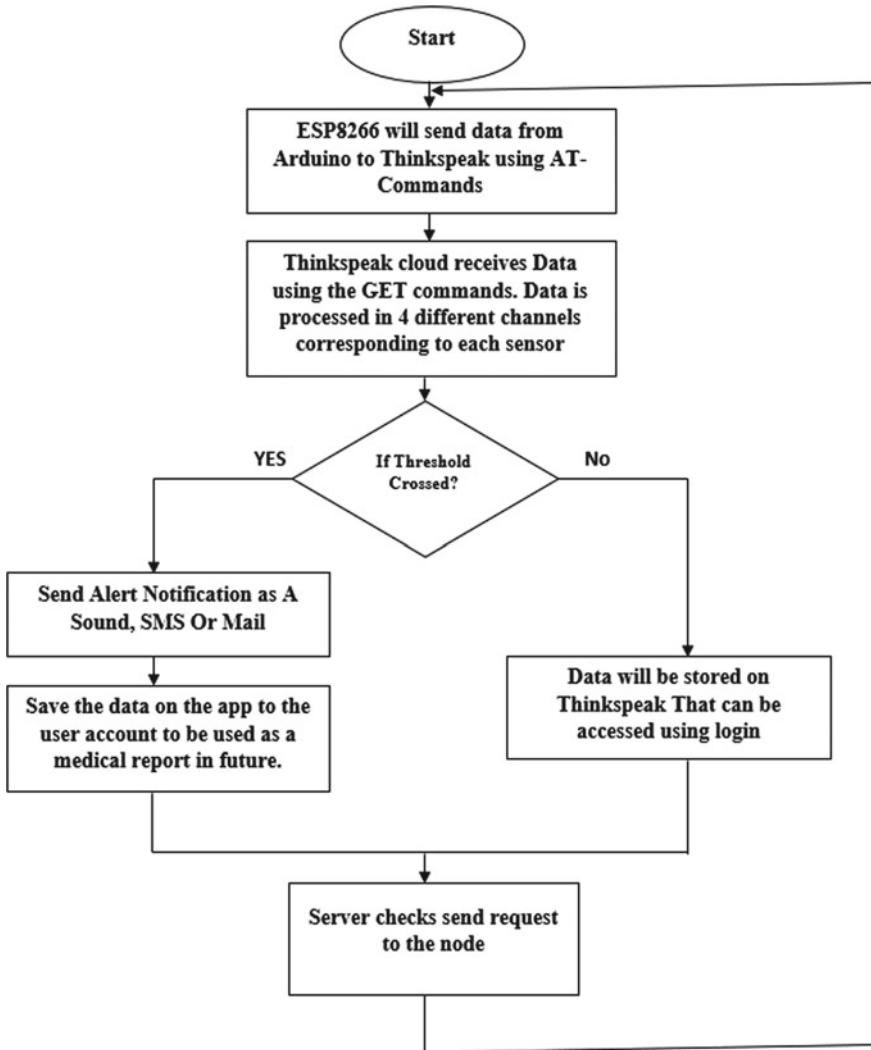 Start
ESP8266 will send data from
Arduino to Thinkspeak using AT-
Commands
Thinkspeak cloud receives Data
using the GET commands. Data is
processed in 4 different channels
corresponding to each sensor
If Threshold
Crossed?
YES
No
Send Alert Notification as A
Sound, SMS Or Mail
Save the data on the app to the
user account to be used as a
medical report in future.
Data will be stored on
Thinkspeak That can be
accessed using login
Server checks send request
to the node